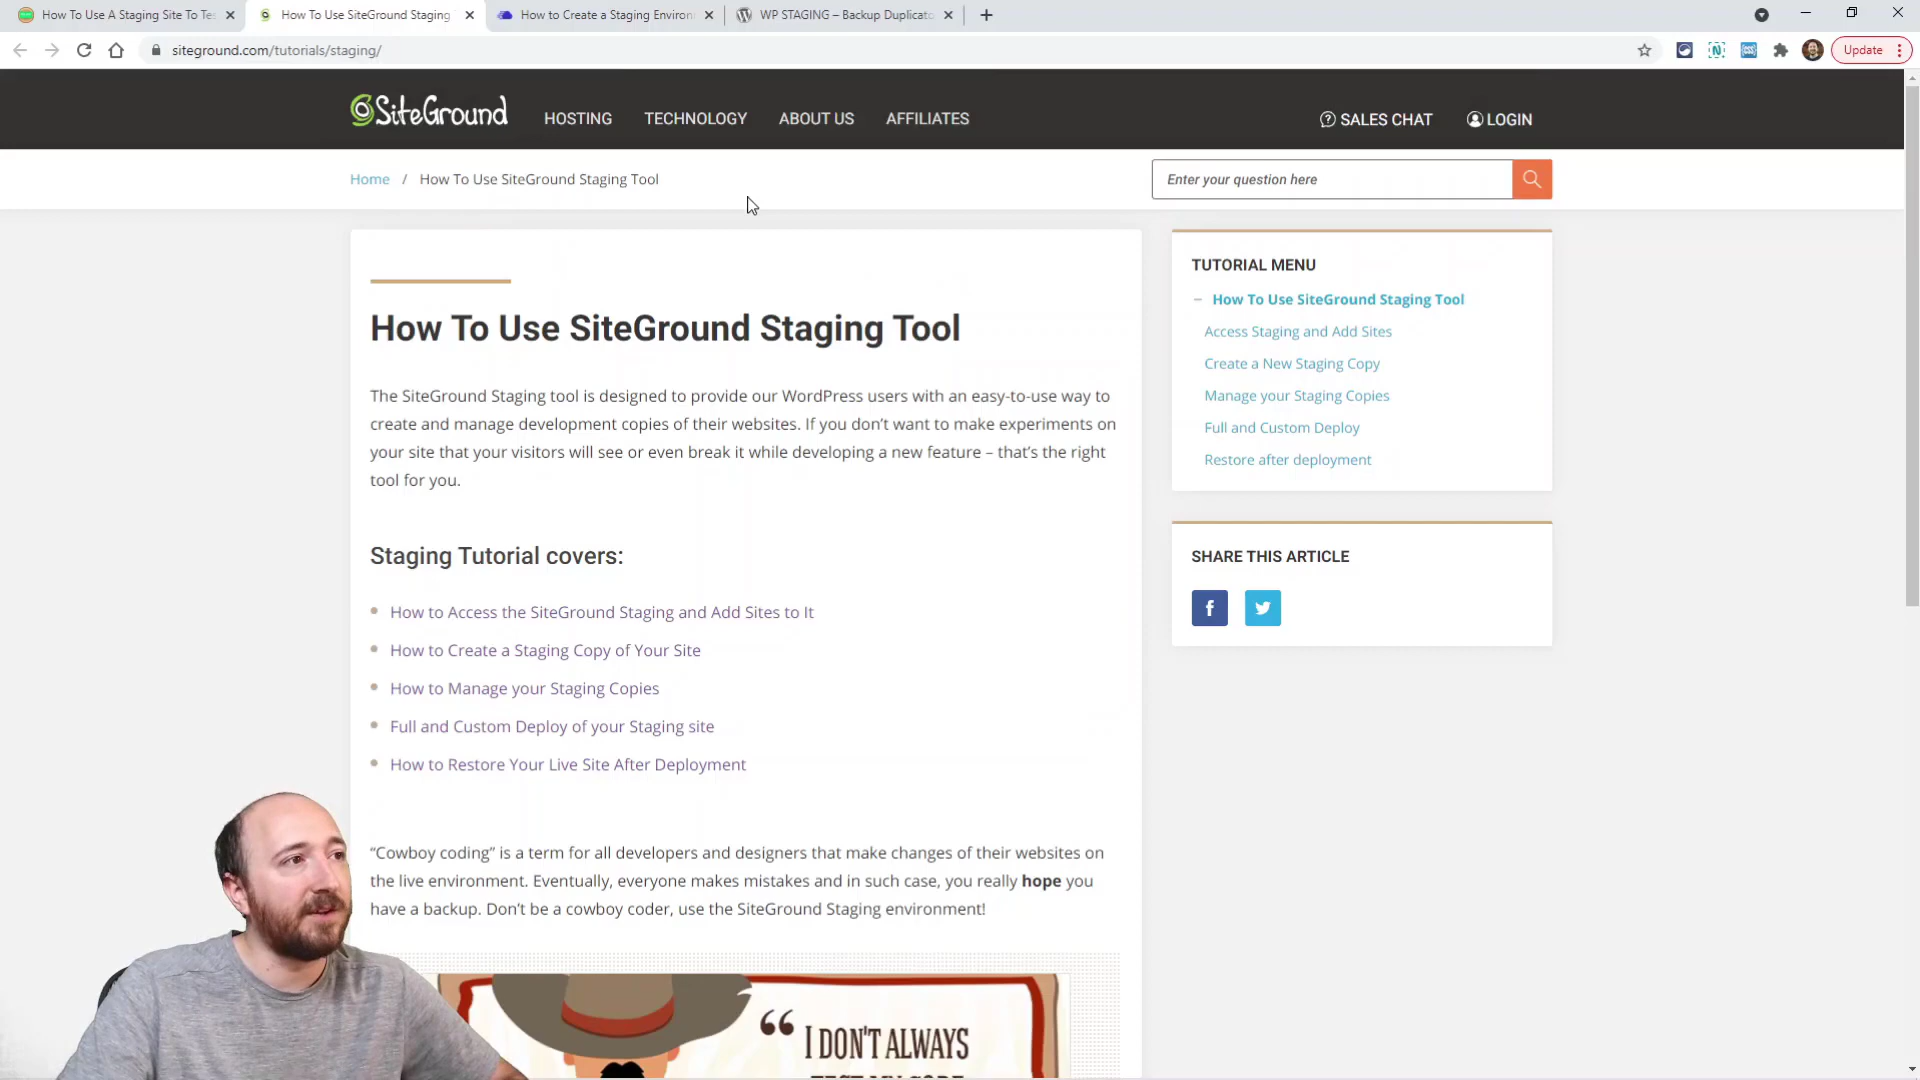 How To Use A Staging Site To Tes
How To Use SiteGround Staging
How to Create a Staging Environ
WP STAGING – Backup Duplicato
siteground.com/tutorials/staging/
Update
SiteGround
HOSTING
TECHNOLOGY
ABOUT US
AFFILIATES
SALES CHAT
LOGIN
Home / How To Use SiteGround Staging Tool
Enter your question here
How To Use SiteGround Staging Tool
The SiteGround Staging tool is designed to provide our WordPress users with an easy-to-use way to
create and manage development copies of their websites. If you don’t want to make experiments on
your site that your visitors will see or even break it while developing a new feature – that’s the right
tool for you.
Staging Tutorial covers:
How to Access the SiteGround Staging and Add Sites to It
How to Create a Staging Copy of Your Site
How to Manage your Staging Copies
Full and Custom Deploy of your Staging site
How to Restore Your Live Site After Deployment
“Cowboy coding” is a term for all developers and designers that make changes of their websites on
the live environment. Eventually, everyone makes mistakes and in such case, you really hope you
have a backup. Don’t be a cowboy coder, use the SiteGround Staging environment!
“ I DON'T ALWAYS
TEST MY CODE
TUTORIAL MENU
How To Use SiteGround Staging Tool
Access Staging and Add Sites
Create a New Staging Copy
Manage your Staging Copies
Full and Custom Deploy
Restore after deployment
SHARE THIS ARTICLE